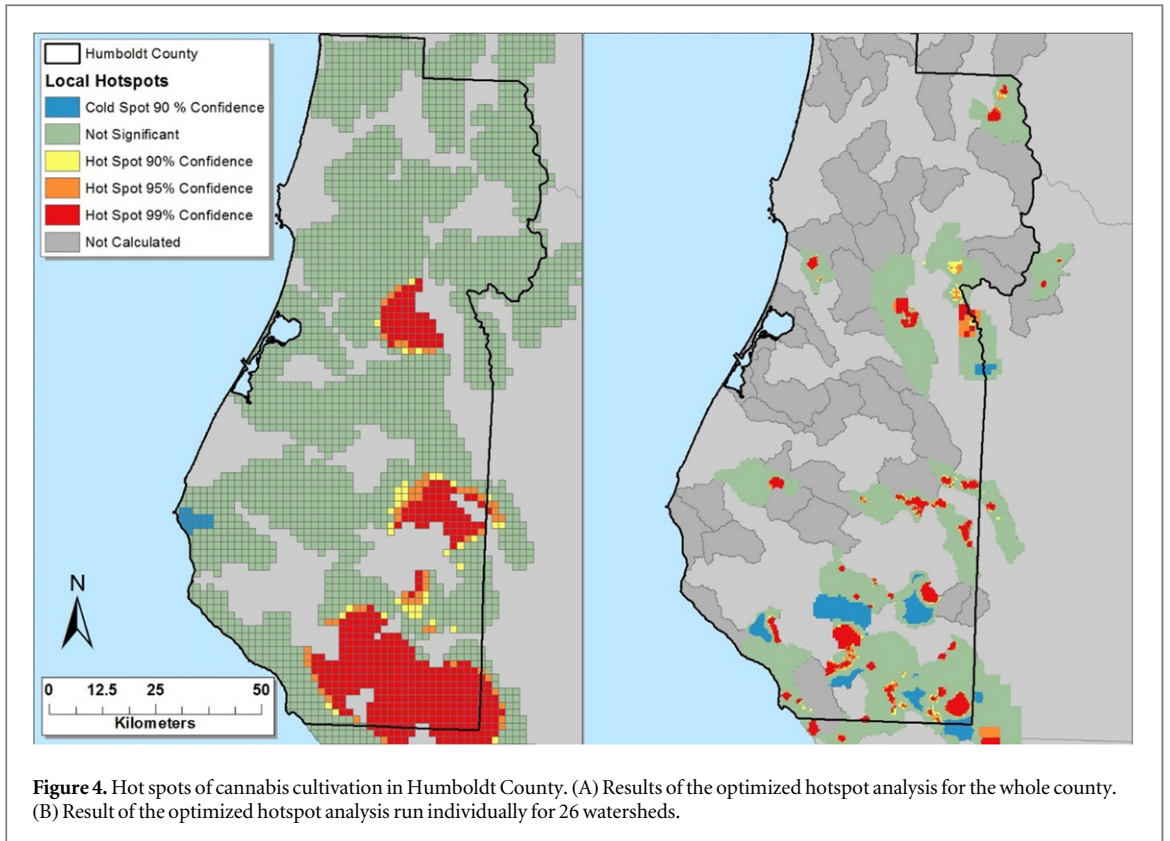 Humboldt County
Local Hotspots
Cold Spot 90 % Confidence
Not Significant
Hot Spot 90% Confidence
Hot Spot 95% Confidence
Hot Spot 99% Confidence
Not Calculated
N
0 12.5 25 50
Kilometers
Figure 4. Hot spots of cannabis cultivation in Humboldt County. (A) Results of the optimized hotspot analysis for the whole county.
(B) Result of the optimized hotspot analysis run individually for 26 watersheds.